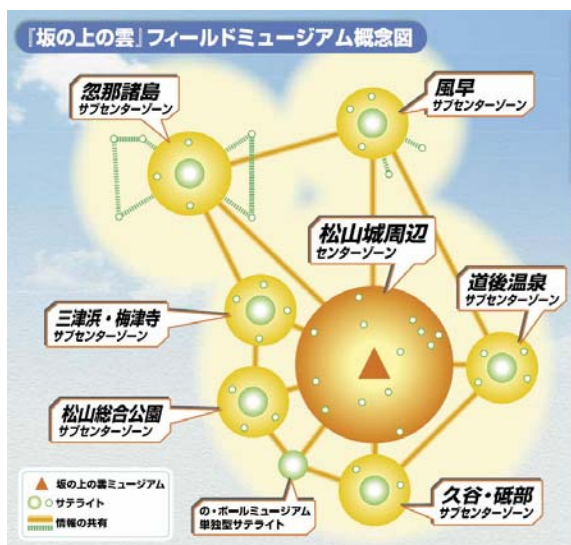 『坂の上の雲』フィールドミュージアム概念図
忽那諸島
サブセンターゾーン
風早
サブセンターゾーン
松山城周辺
センターゾーン
道後温泉
サブセンターゾーン
三津浜・梅津寺
サブセンターゾーン
松山総合公園
サブセンターゾーン
の・ボールミュージアム
単独型サテライト
久谷・砥部
サブセンターゾーン
坂の上の雲ミュージアム
サテライト
情報の共有